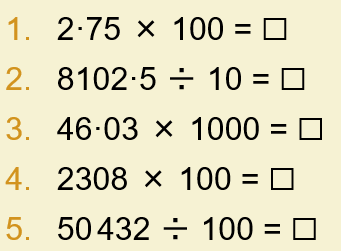 1. 2·75 × 100 = □
2. 8102·5 ÷ 10 = □
3. 46·03 × 1000 = □
4. 2308 × 100 = □
5. 50 432 ÷ 100 = □